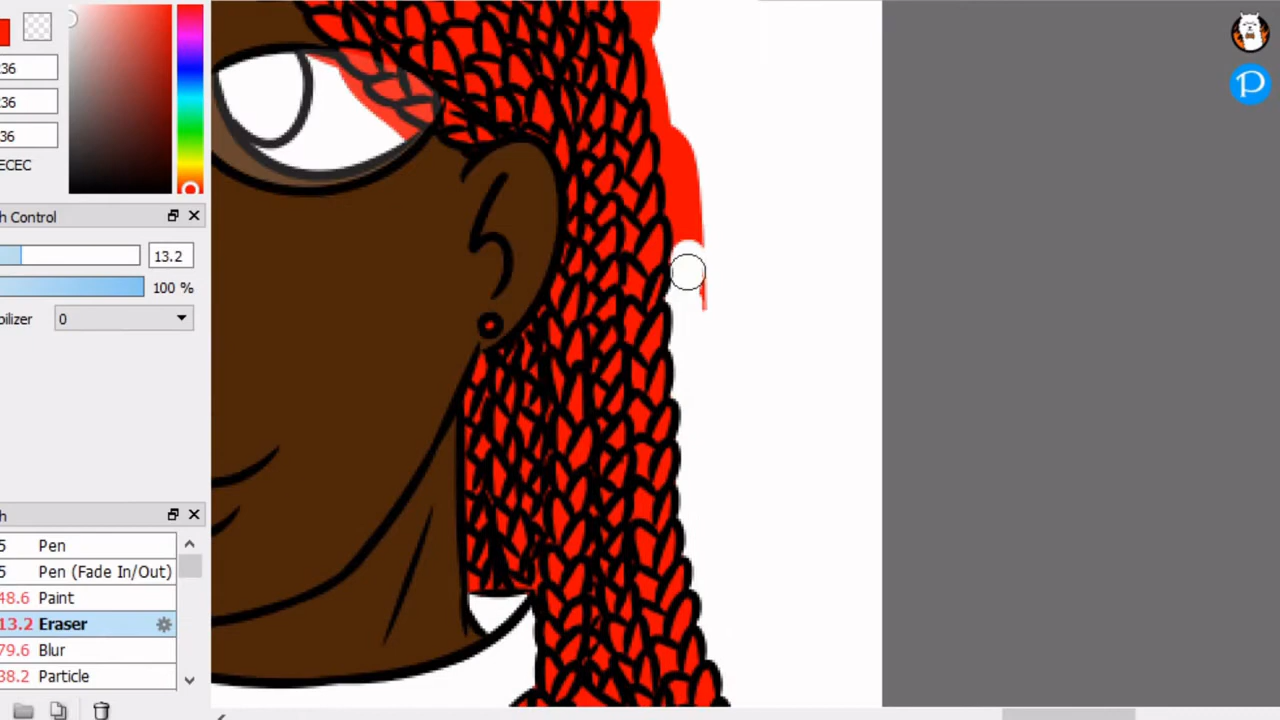 36
36
36
ECEC
h Control
13.2
100 %
bilizer 0
h
5 Pen
5 Pen (Fade In/Out)
48.6 Paint
13.2 Eraser
79.6 Blur
38.2 Particle
P